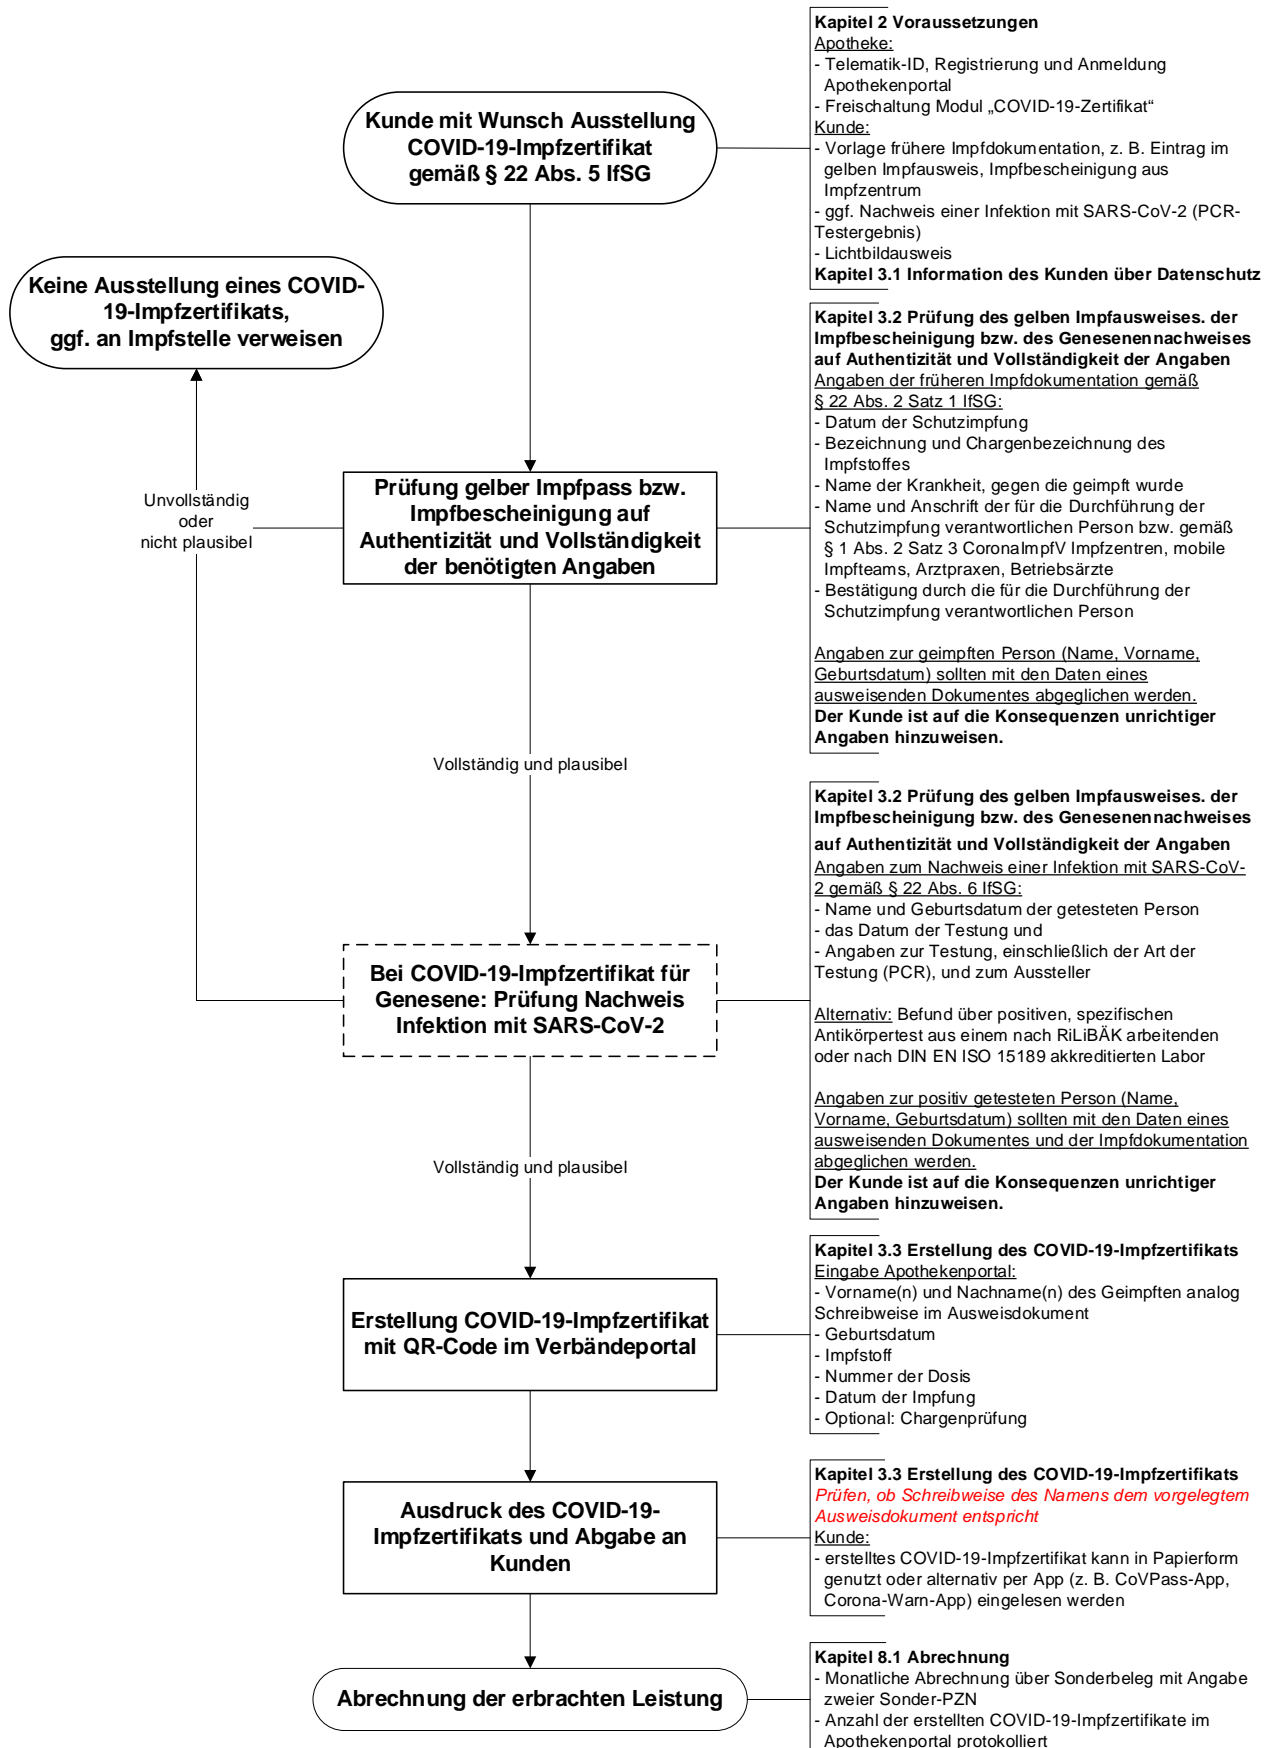 Kapitel 2 Voraussetzungen
Apotheke:
- Telematik-ID, Registrierung und Anmeldung
Apothekenportal
- Freischaltung Modul „COVID-19-Zertifikat“
Kunde:
- Vorlage frühere Impfdokumentation, z. B. Eintrag im
gelben Impfausweis, Impfbescheinigung aus
Impfzentrum
- ggf. Nachweis einer Infektion mit SARS-CoV-2 (PCR-
Testergebnis)
- Lichtbildausweis
Kapitel 3.1 Information des Kunden über Datenschutz
Kunde mit Wunsch Ausstellung
COVID-19-Impfzertifikat
gemäß § 22 Abs. 5 IfSG
Keine Ausstellung eines COVID-
19-Impfzertifikats,
ggf. an Impfstelle verweisen
Kapitel 3.2 Prüfung des gelben Impfausweises. der
Impfbescheinigung bzw. des Genesenennachweises
auf Authentizität und Vollständigkeit der Angaben
Angaben der früheren Impfdokumentation gemäß
§ 22 Abs. 2 Satz 1 IfSG:
- Datum der Schutzimpfung
- Bezeichnung und Chargenbezeichnung des
Impfstoffes
- Name der Krankheit, gegen die geimpft wurde
- Name und Anschrift der für die Durchführung der
Schutzimpfung verantwortlichen Person bzw. gemäß
§ 1 Abs. 2 Satz 3 CoronaImpfV Impfzentren, mobile
Impfteams, Arztpraxen, Betriebsärzte
- Bestätigung durch die für die Durchführung der
Schutzimpfung verantwortlichen Person
Angaben zur geimpften Person (Name, Vorname,
Geburtsdatum) sollten mit den Daten eines
ausweisenden Dokumentes abgeglichen werden.
Der Kunde ist auf die Konsequenzen unrichtiger
Angaben hinzuweisen.
Prüfung gelber Impfpass bzw.
Impfbescheinigung auf
Authentizität und Vollständigkeit
der benötigten Angaben
Unvollständig
oder
nicht plausibel
Vollständig und plausibel
Kapitel 3.2 Prüfung des gelben Impfausweises. der
Impfbescheinigung bzw. des Genesenennachweises
auf Authentizität und Vollständigkeit der Angaben
Angaben zum Nachweis einer Infektion mit SARS-CoV-
2 gemäß § 22 Abs. 6 IfSG:
- Name und Geburtsdatum der getesteten Person
- das Datum der Testung und
- Angaben zur Testung, einschließlich der Art der
Testung (PCR), und zum Aussteller
Alternativ: Befund über positiven, spezifischen
Antikörpertest aus einem nach RiLiBÄK arbeitenden
oder nach DIN EN ISO 15189 akkreditierten Labor
Angaben zur positiv getesteten Person (Name,
Vorname, Geburtsdatum) sollten mit den Daten eines
ausweisenden Dokumentes und der Impfdokumentation
abgeglichen werden.
Der Kunde ist auf die Konsequenzen unrichtiger
Angaben hinzuweisen.
Bei COVID-19-Impfzertifikat für
Genesene: Prüfung Nachweis
Infektion mit SARS-CoV-2
Vollständig und plausibel
Kapitel 3.3 Erstellung des COVID-19-Impfzertifikats
Eingabe Apothekenportal:
- Vorname(n) und Nachname(n) des Geimpften analog
Schreibweise im Ausweisdokument
- Geburtsdatum
- Impfstoff
- Nummer der Dosis
- Datum der Impfung
- Optional: Chargenprüfung
Erstellung COVID-19-Impfzertifikat
mit QR-Code im Verbändeportal
Kapitel 3.3 Erstellung des COVID-19-Impfzertifikats
Prüfen, ob Schreibweise des Namens dem vorgelegtem
Ausweisdokument entspricht
Kunde:
- erstelltes COVID-19-Impfzertifikat kann in Papierform
genutzt oder alternativ per App (z. B. CoVPass-App,
Corona-Warn-App) eingelesen werden
Ausdruck des COVID-19-
Impfzertifikats und Abgabe an
Kunden
Kapitel 8.1 Abrechnung
- Monatliche Abrechnung über Sonderbeleg mit Angabe
zweier Sonder-PZN
- Anzahl der erstellten COVID-19-Impfzertifikate im
Apothekenportal protokolliert
Abrechnung der erbrachten Leistung